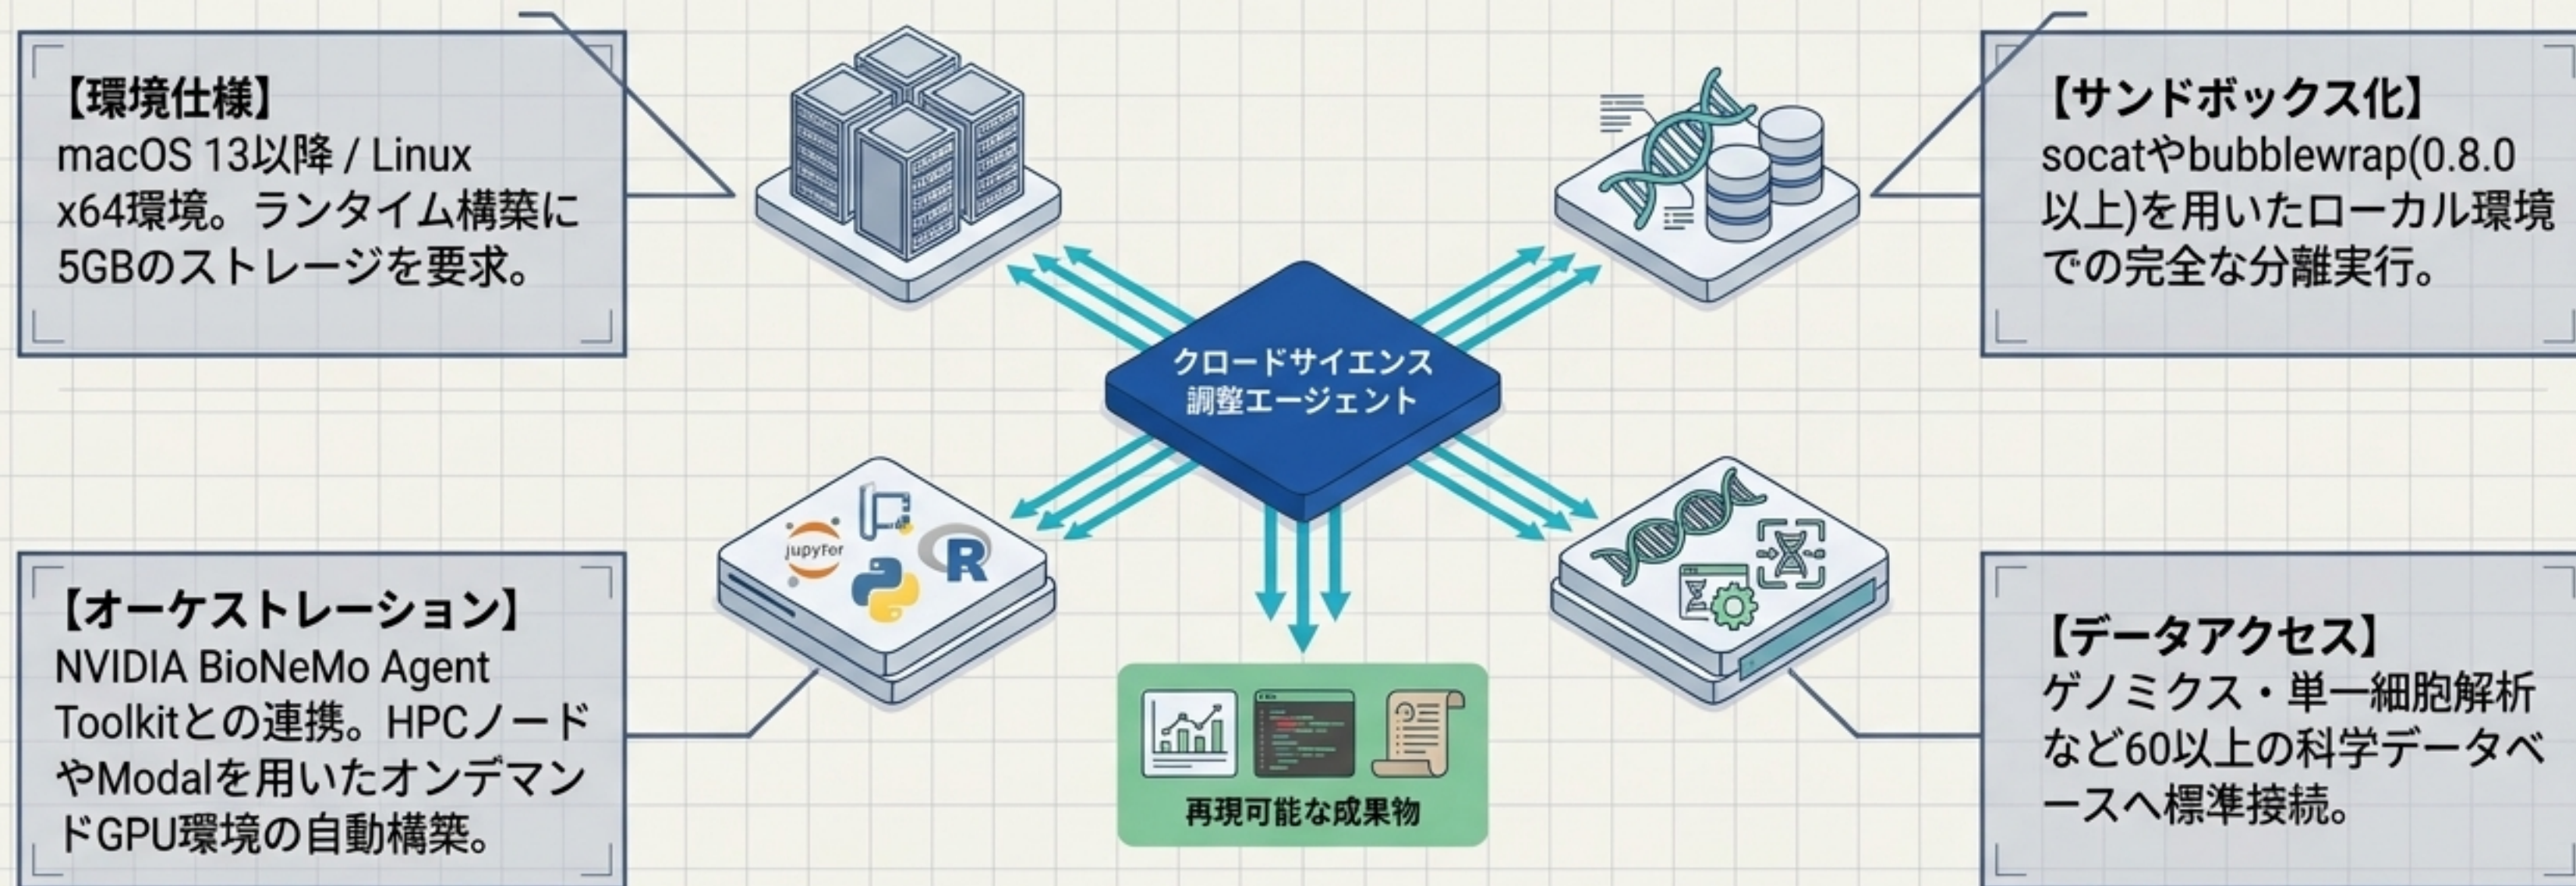 【環境仕様】
macOS 13以降 / Linux
x64環境。ランタイム構築に
5GBのストレージを要求。
【サンドボックス化】
socatやbubblewrap(0.8.0
以上)を用いたローカル環境
での完全な分離実行。
クロードサイエンス
調整エージェント
jupyter
R
【オーケストレーション】
NVIDIA BioNeMo Agent
Toolkitとの連携。HPCノード
やModalを用いたオンデマン
ドGPU環境の自動構築。
【データアクセス】
ゲノミクス・単一細胞解析
など60以上の科学データベ
ースへ標準接続。
再現可能な成果物